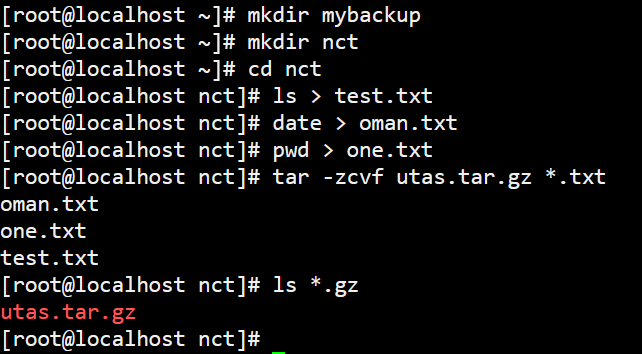 [root@localhost ~]# mkdir mybackup
[root@localhost ~]# mkdir nct
[root@localhost ~]# cd nct
[root@localhost nct]# ls > test.txt
[root@localhost nct]# date > oman.txt
[root@localhost nct]# pwd > one.txt
[root@localhost nct]# tar -zcvf utas.tar.gz *.txt
oman.txt
one.txt
test.txt
[root@localhost nct]# ls *.gz
utas.tar.gz
[root@localhost nct]#